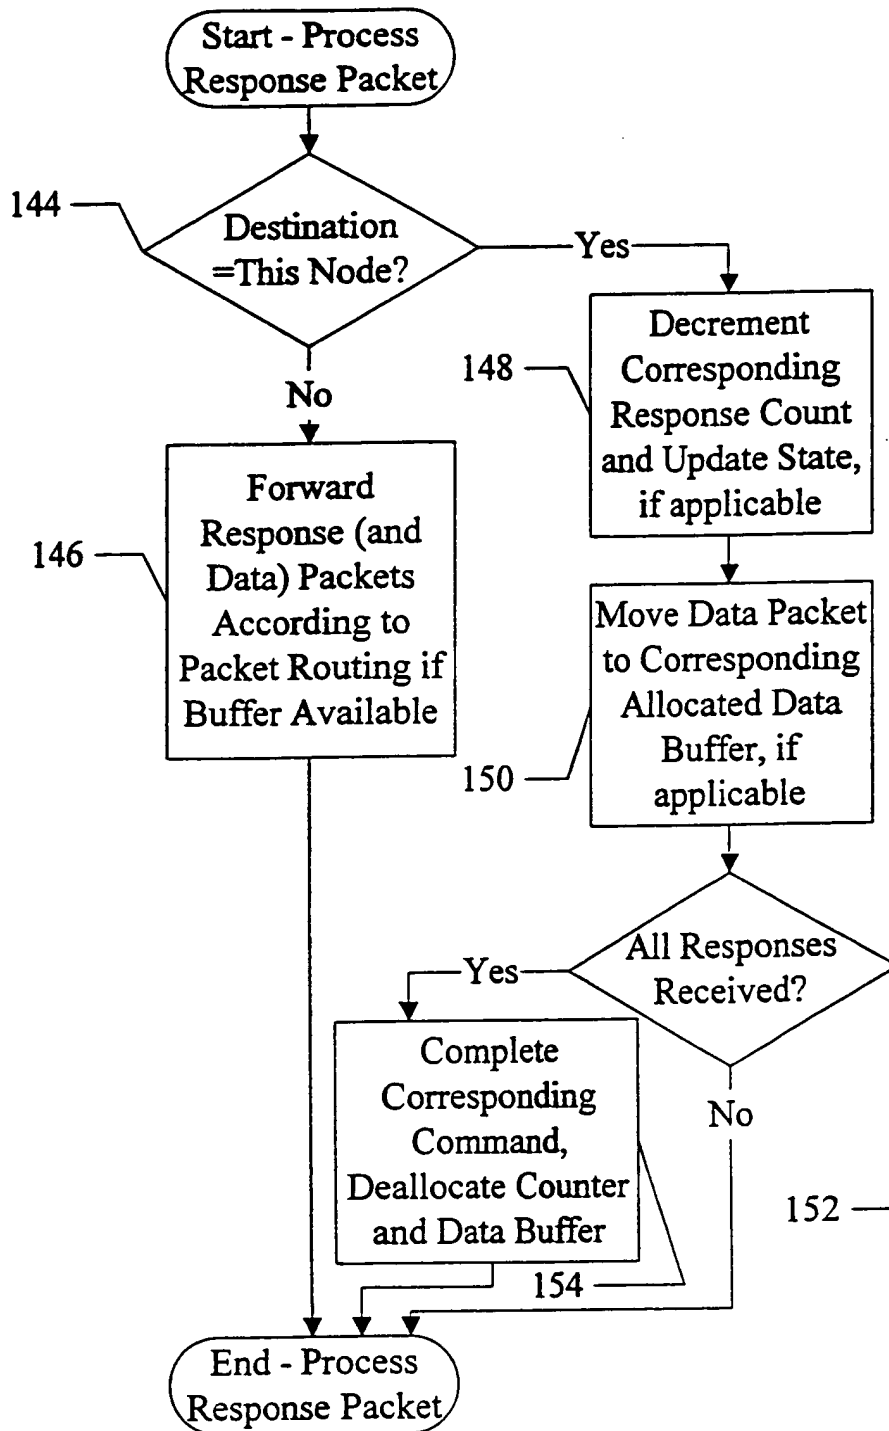 Start - Process
Response Packet
144
Destination
=This Node?
Yes
No
148
Decrement
Corresponding
Response Count
and Update State,
if applicable
146
Forward
Response (and
Data) Packets
According to
Packet Routing if
Buffer Available
150
Move Data Packet
to Corresponding
Allocated Data
Buffer, if
applicable
All Responses
Received?
Yes
No
152
Complete
Corresponding
Command,
Deallocate Counter
and Data Buffer
154
End - Process
Response Packet